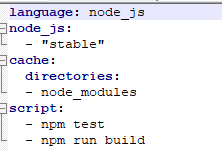 language: node_js
node_js:
  - "stable"
cache:
  directories:
  - node_modules
script:
  - npm test
  - npm run build